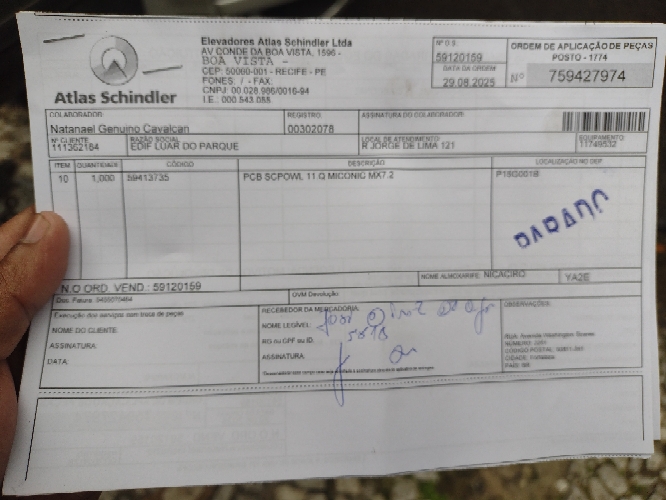 Elevadores Atlas Schindler Ltda
AV CONDE DA BOA VISTA, 1596 -
BOA VISTA -
CEP: 50060-001 - RECIFE - PE
FONES: / - FAX:
CNPJ: 00.028.986/0016-94
I.E.: 000.543.088
Atlas Schindler
Nº O.S.
59120159
DATA DA ORDEM
29.08.2025
ORDEM DE APLICAÇÃO DE PEÇAS
POSTO - 1774
Nº 759427974
COLABORADOR:
Natanael Genuino Cavalcan
REGISTRO:
00302078
ASSINATURA DO COLABORADOR:
Nº CLIENTE
111362184
RAZÃO SOCIAL
EDIF LUAR DO PARQUE
LOCAL DE ATENDIMENTO
R JORGE DE LIMA 121
EQUIPAMENTO:
11749532
ITEM QUANTIDADE CÓDIGO DESCRIÇÃO LOCALIZAÇÃO NO DEP.
10 1,000 59413735 PCB SCPOWL 11.Q MICONIC MX7.2 P15G001B
PARADO
N.O ORD. VEND.: 59120159
NOME ALMOXARIFE: NICACIRO YA2E
OVM Devolução:
Execução dos serviços com troca de peças
NOME DO CLIENTE:
ASSINATURA:
DATA:
RECEBEDOR DA MERCADORIA:
NOME LEGÍVEL:
RG ou CPF ou ID.
ASSINATURA:
OBSERVAÇÕES: